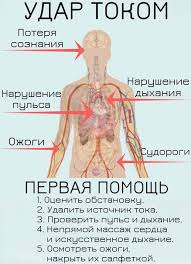 УДАР ТОКОМ
Потеря
сознания
Нарушение
пульса
Нарушение
дыхания
Ожоги
Судороги
ПЕРВАЯ ПОМОЩЬ
1. Оценить обстановку.
2. Удалить источник тока.
3. Проверить пульс и дыхание.
4. Непрямой массаж сердца
и искусственное дыхание.
5. Осмотреть ожоги,
накрыть их салфеткой.